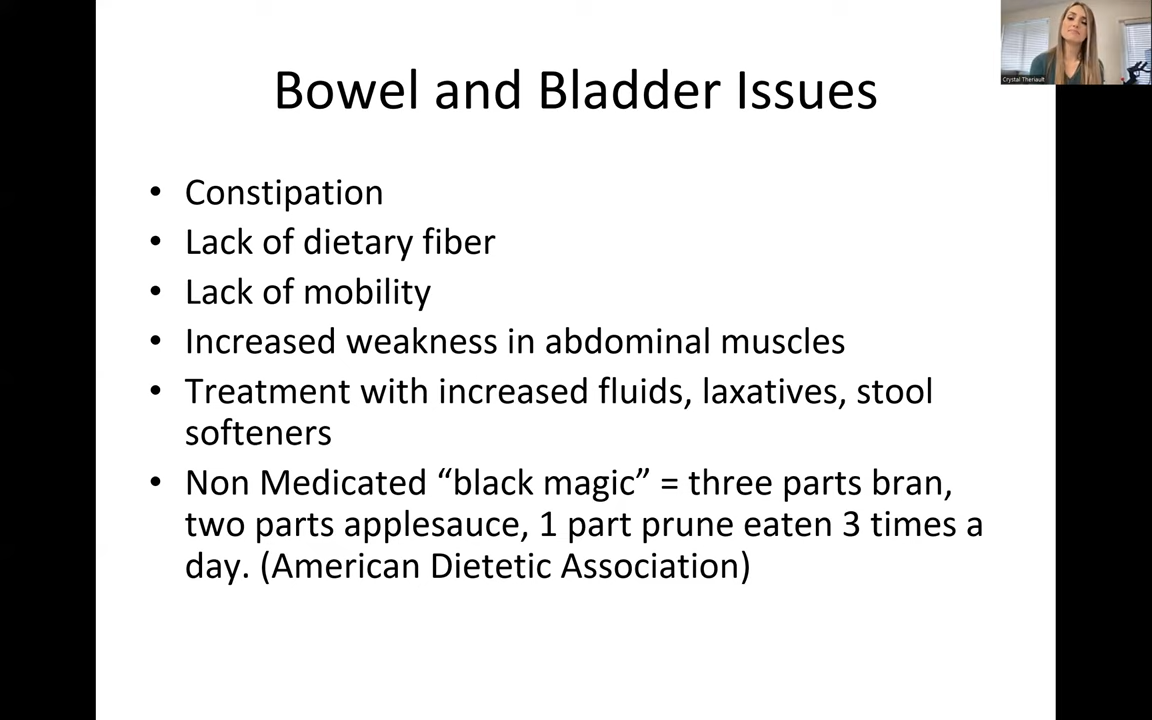 Crystal Theriault
Bowel and Bladder Issues
• Constipation
• Lack of dietary fiber
• Lack of mobility
• Increased weakness in abdominal muscles
• Treatment with increased fluids, laxatives, stool
softeners
• Non Medicated “black magic” = three parts bran,
two parts applesauce, 1 part prune eaten 3 times a
day. (American Dietetic Association)